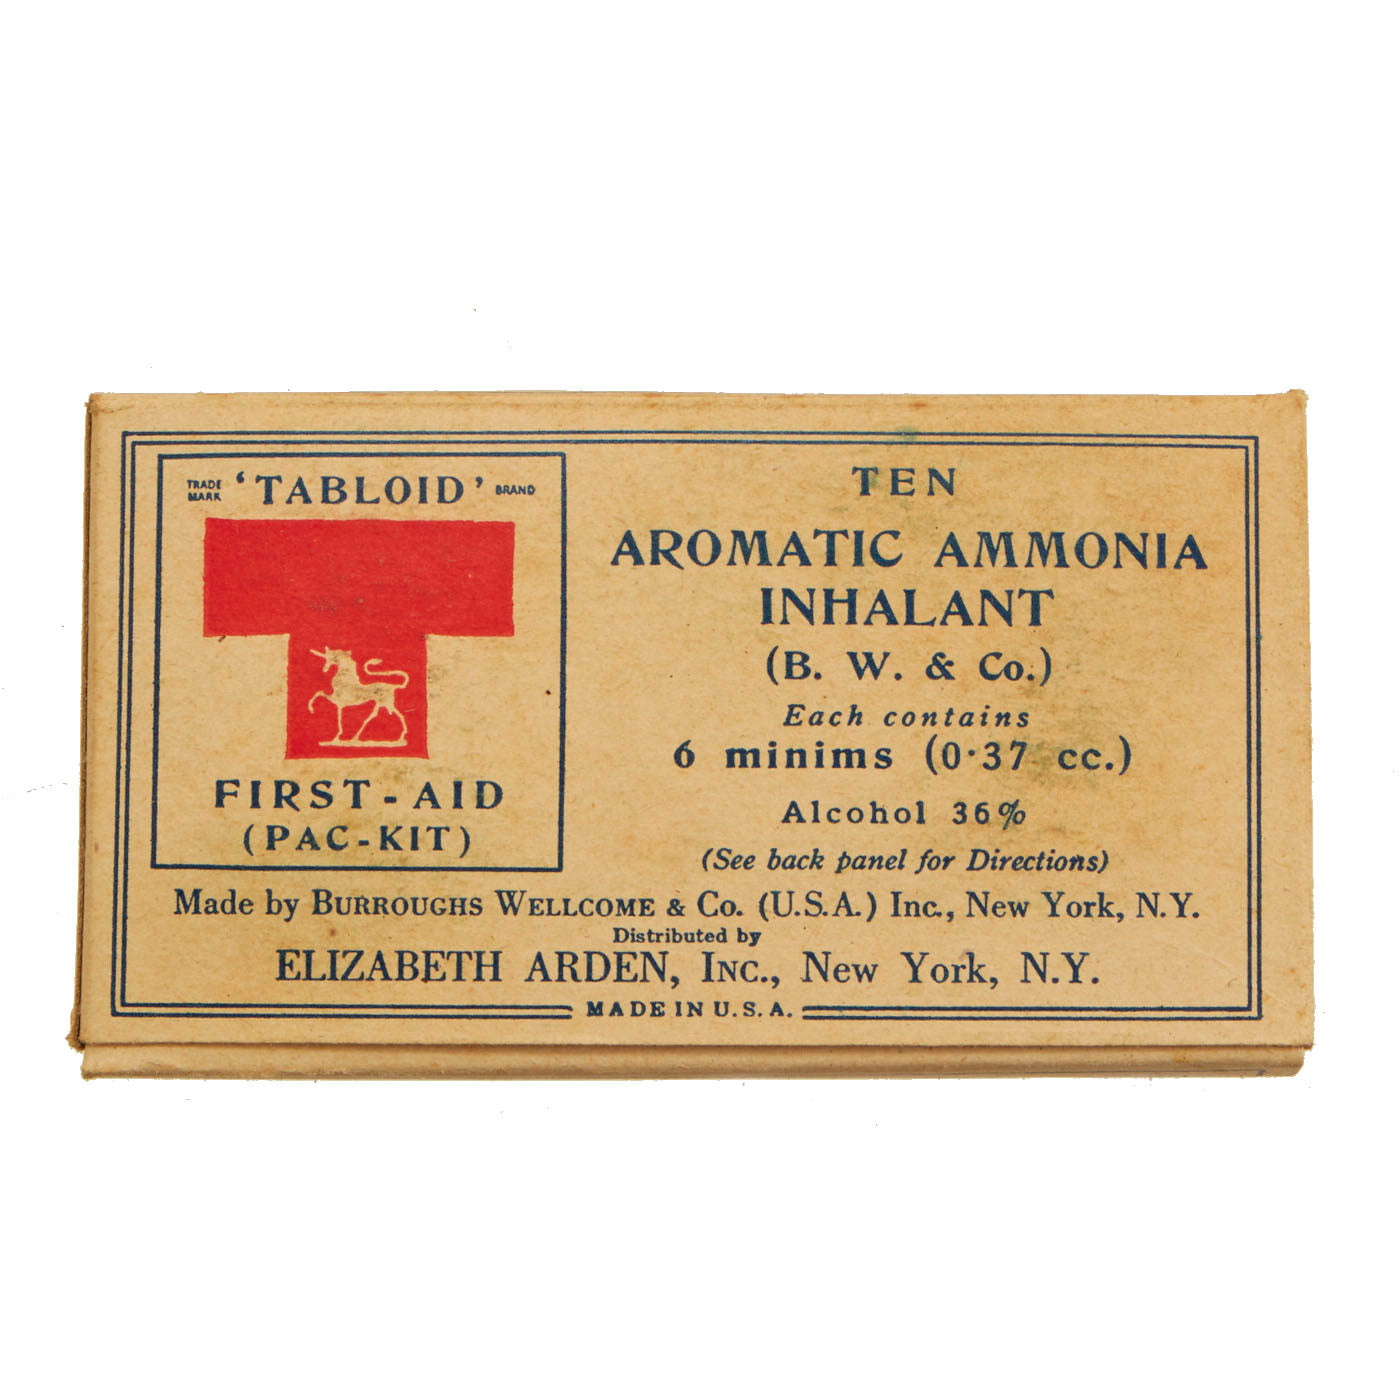 TRADE MARK 'TABLOID' BRAND
FIRST-AID
(PAC-KIT)
TEN
AROMATIC AMMONIA
INHALANT
(B. W. & Co.)
Each contains
6 minims (0·37 cc.)
Alcohol 36%
(See back panel for Directions)
Made by BURROUGHS WELLCOME & Co. (U.S.A.) Inc., New York, N.Y.
Distributed by
ELIZABETH ARDEN, INC., New York, N.Y.
MADE IN U.S.A.